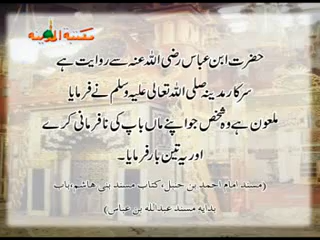 مکتبۃ المدینہ
حضرت ابن عباس رضی اللہ عنہ سے روایت ہے
سرکار مدینہ صلی اللہ تعالی علیہ وسلم نے فرمایا
ملعون ہے وہ شخص جو اپنے ماں باپ کی نافرمانی کرے
اور یہ تین بار فرمایا۔
(مسند امام احمد بن حنبل، کتاب مسند بنی ہاشم، باب
بدایہ مسند عبداللہ بن عباس)